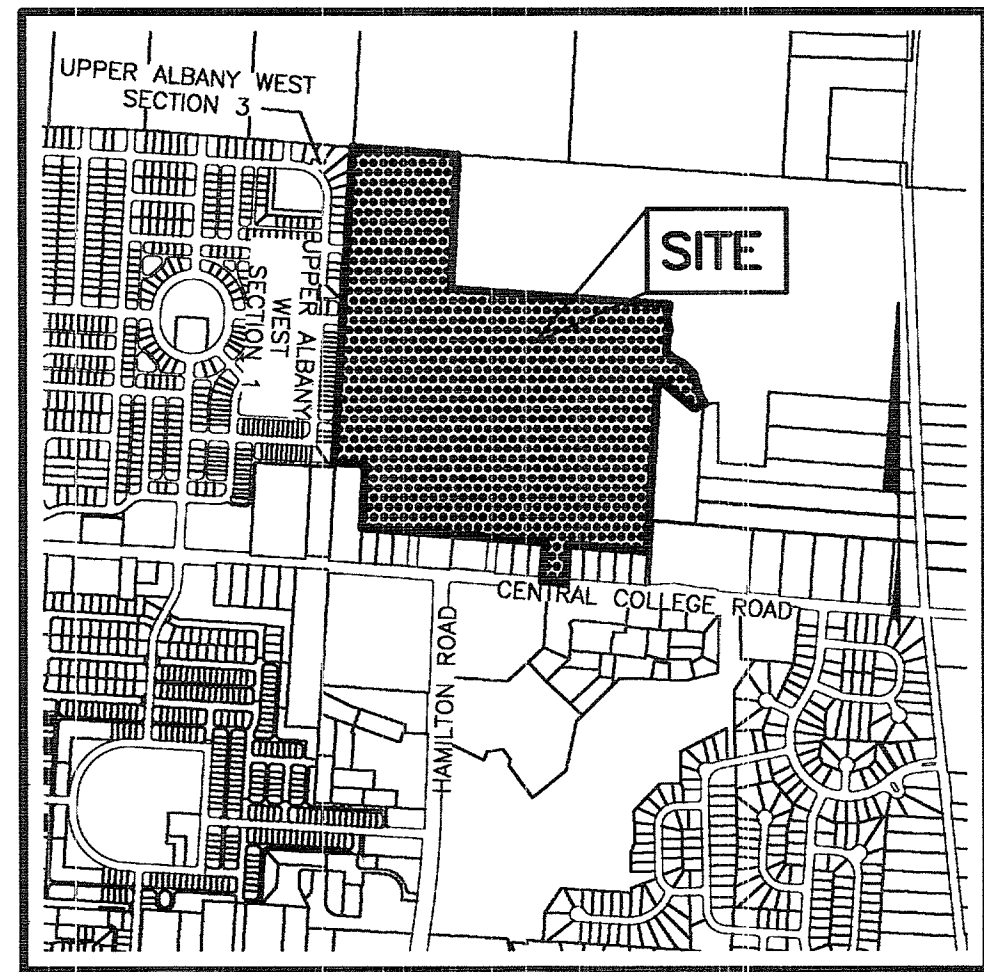 UPPER ALBANY WEST
SECTION 3
SITE
UPPER ALBANY
WEST
SECTION 1
CENTRAL COLLEGE ROAD
HAMILTON ROAD